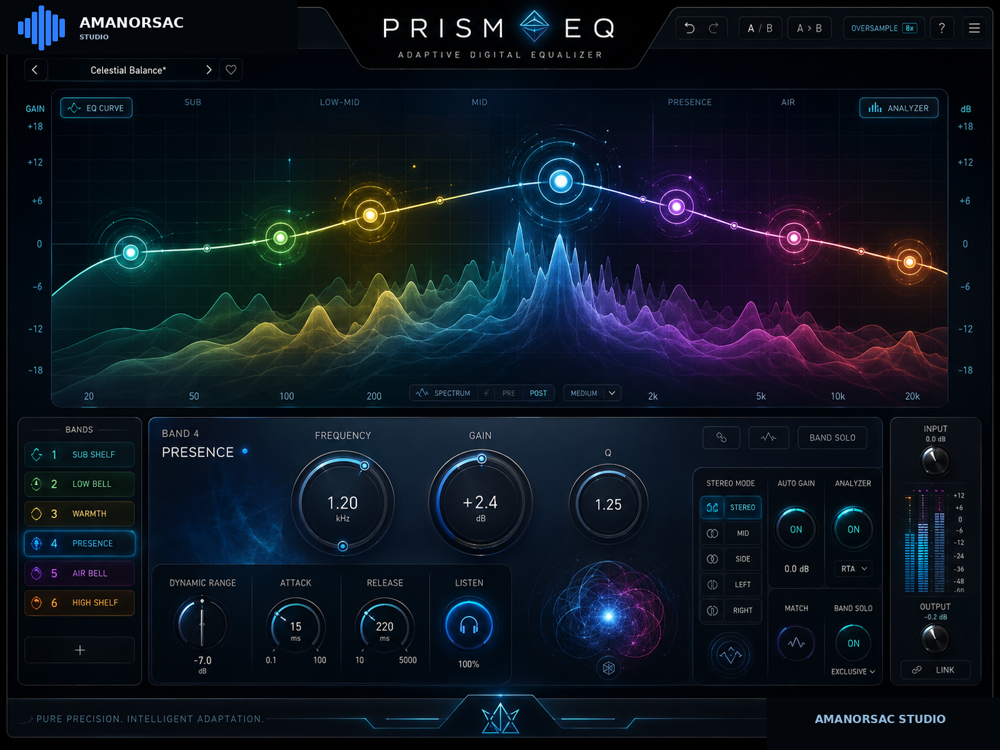 AMANORSAC
STUDIO
PRISM EQ
ADAPTIVE DIGITAL EQUALIZER
A / B
A > B
OVERSAMPLE 8x
?
Celestial Balance*
GAIN
EQ CURVE
SUB
LOW-MID
MID
PRESENCE
AIR
ANALYZER
dB
+18
+12
+6
0
-6
-12
-18
+18
+12
+6
0
-6
-12
-18
20
50
100
200
SPECTRUM
PRE
POST
MEDIUM
2k
5k
10k
20k
BANDS
1 SUB SHELF
2 LOW BELL
3 WARMTH
4 PRESENCE
5 AIR BELL
6 HIGH SHELF
+
BAND 4
PRESENCE
FREQUENCY
1.20
kHz
GAIN
+2.4
dB
Q
1.25
BAND SOLO
DYNAMIC RANGE
-7.0
dB
ATTACK
15
ms
0.1
100
RELEASE
220
ms
10
5000
LISTEN
100%
STEREO MODE
STEREO
MID
SIDE
LEFT
RIGHT
AUTO GAIN
ON
0.0 dB
ANALYZER
ON
RTA
MATCH
BAND SOLO
ON
EXCLUSIVE
INPUT
0.0 dB
+12
+6
0
-6
-12
-24
-36
-48
-60
OUTPUT
-0.2 dB
LINK
PURE PRECISION. INTELLIGENT ADAPTATION.
AMANORSAC STUDIO